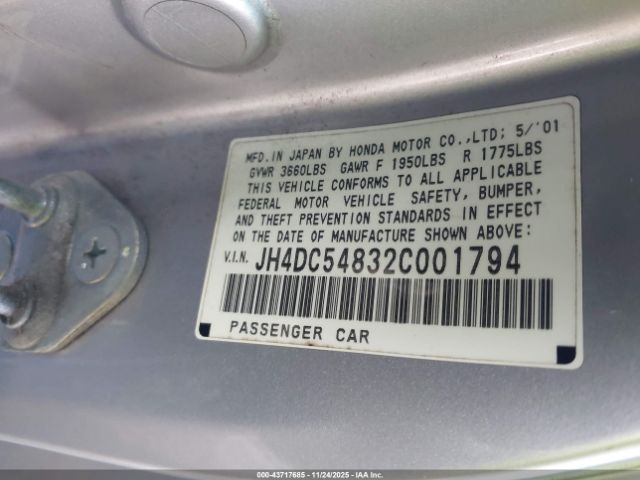 MFD.IN JAPAN BY HONDA MOTOR CO.,LTD; 5/'01
GVWR 3660LBS GAWR F 1950LBS R 1775LBS
THIS VEHICLE CONFORMS TO ALL APPLICABLE
FEDERAL MOTOR VEHICLE SAFETY, BUMPER,
AND THEFT PREVENTION STANDARDS IN EFFECT
ON THE DATE OF MANUFACTURE SHOWN ABOVE:
V.I.N. JH4DC54832C001794
PASSENGER CAR
000-43717685 - 11/24/2025 - IAAI.COM